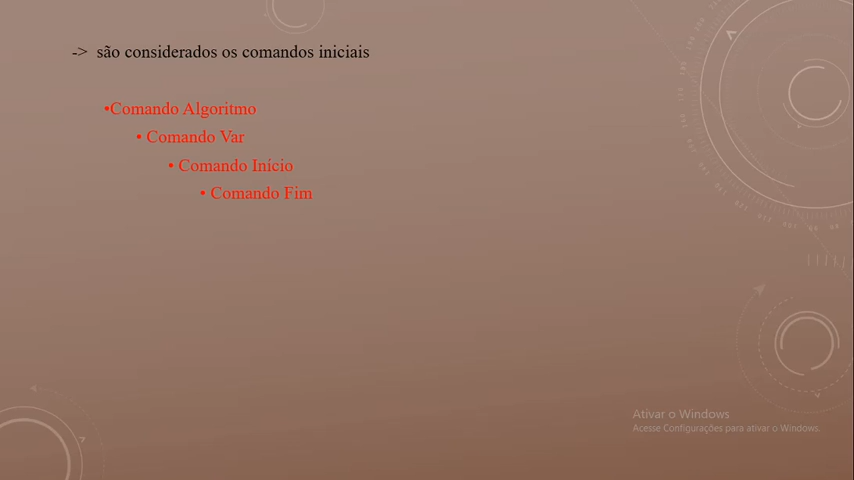 -> são considerados os comandos iniciais
•Comando Algoritmo
• Comando Var
• Comando Início
• Comando Fim
Ativar o Windows
Acesse Configurações para ativar o Windows.